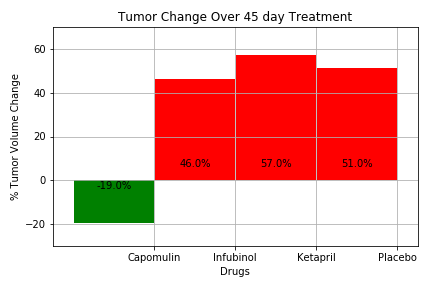 Tumor Change Over 45 day Treatment
% Tumor Volume Change
60
40
20
0
−20
-19.0%
46.0%
57.0%
51.0%
Capomulin
Infubinol
Ketapril
Placebo
Drugs